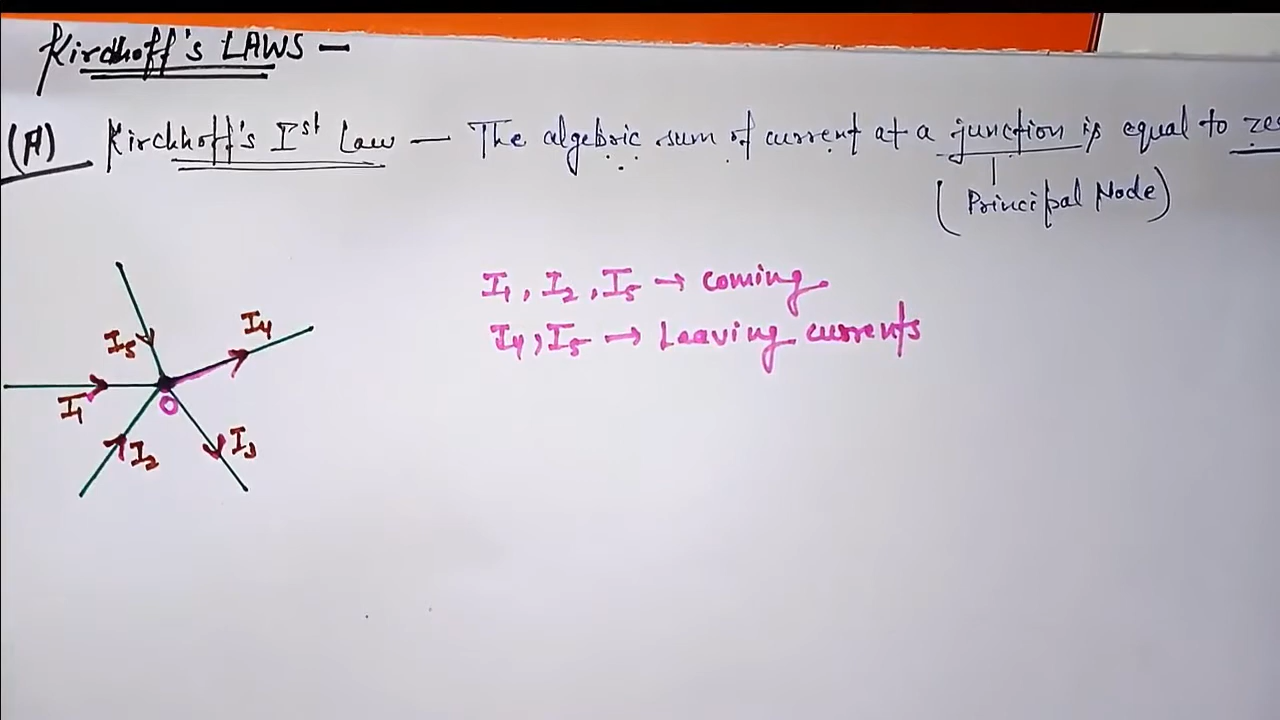 Kirchhoff's LAWS —
(A) Kirchhoff's Ist Law — The algebric sum of current at a junction is equal to
(Principal Node)
I1, I2, I5 → coming
I4, I5 → Leaving currents
I4
I5
I1
O
I2
I3